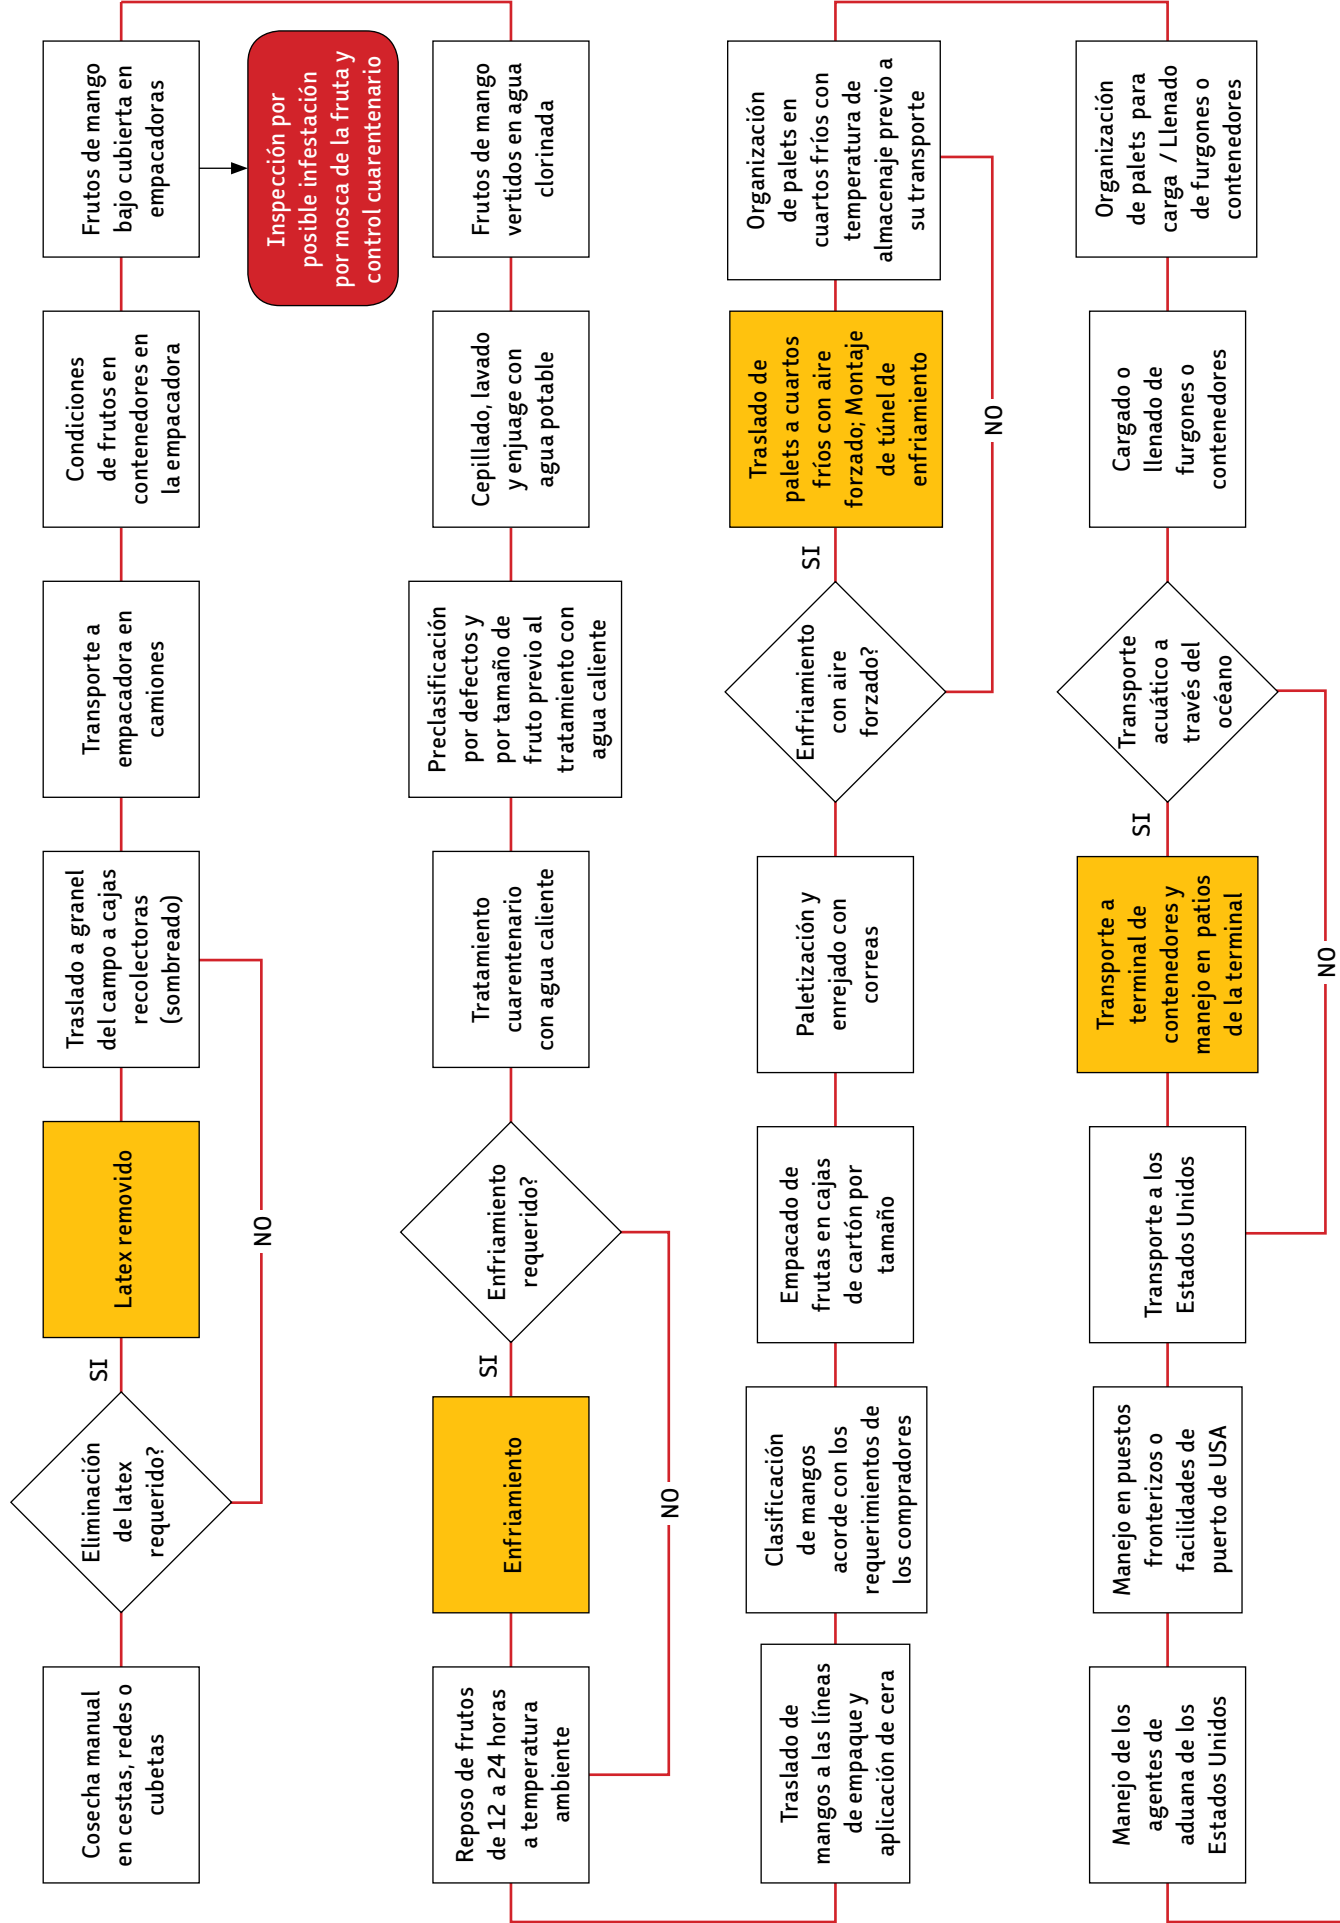 Cosecha manual
en cestas, redes o
cubetas
Eliminación
de latex
requerido?
SI
NO
Latex removido
Traslado a granel
del campo a cajas
recolectoras
(sombreado)
Transporte a
empacadora en
camiones
Condiciones
de frutos en
contenedores en
la empacadora
Frutos de mango
bajo cubierta en
empacadoras
Inspección por
posible infestación
por mosca de la fruta y
control cuarentenario
Frutos de mango
vertidos en agua
clorinada
Cepillado, lavado
y enjuage con
agua potable
Preclasificación
por defectos y
por tamaño de
fruto previo al
tratamiento con
agua caliente
Tratamiento
cuarentenario
con agua caliente
Enfriamiento
requerido?
SI
NO
Enfriamiento
Reposo de frutos
de 12 a 24 horas
a temperatura
ambiente
Traslado de
mangos a las líneas
de empaque y
aplicación de cera
Clasificación
de mangos
acorde con los
requerimientos de
los compradores
Empacado de
frutas en cajas
de cartón por
tamaño
Paletización y
enrejado con
correas
Enfriamiento
con aire
forzado?
SI
NO
Traslado de
palets a cuartos
fríos con aire
forzado; Montaje
de túnel de
enfriamiento
Organización
de palets en
cuartos fríos con
temperatura de
almacenaje previo a
su transporte
Organización
de palets para
carga / Llenado
de furgones o
contenedores
Cargado o
llenado de
furgones o
contenedores
Transporte
acuático a
través del
océano
SI
NO
Transporte a
terminal de
contenedores y
manejo en patios
de la terminal
Transporte a los
Estados Unidos
Manejo en puestos
fronterizos o
facilidades de
puerto de USA
Manejo de los
agentes de
aduana de los
Estados Unidos